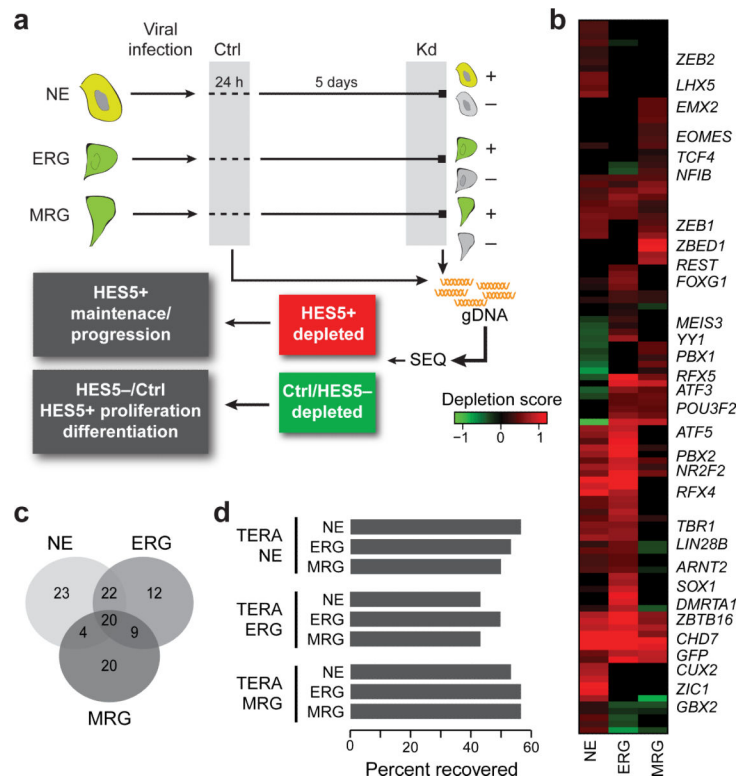 a
Viral
infection
Ctrl
Kd
24 h
5 days
NE
+
–
ERG
+
–
MRG
+
–
gDNA
HES5+
maintenace/
progression
HES5+
depleted
SEQ
HES5–/Ctrl
HES5+ proliferation
differentiation
Ctrl/HES5–
depleted
Depletion score
–1 0 1
b
ZEB2
LHX5
EMX2
EOMES
TCF4
NFIB
ZEB1
ZBED1
REST
FOXG1
MEIS3
YY1
PBX1
RFX5
ATF3
POU3F2
ATF5
PBX2
NR2F2
RFX4
TBR1
LIN28B
ARNT2
SOX1
DMRTA1
ZBTB16
CHD7
GFP
CUX2
ZIC1
GBX2
NE ERG MRG
c
NE ERG
23 22 12
20
4 9
20
MRG
d
TERA
NE
NE
ERG
MRG
TERA
ERG
NE
ERG
MRG
TERA
MRG
NE
ERG
MRG
0 20 40 60
Percent recovered